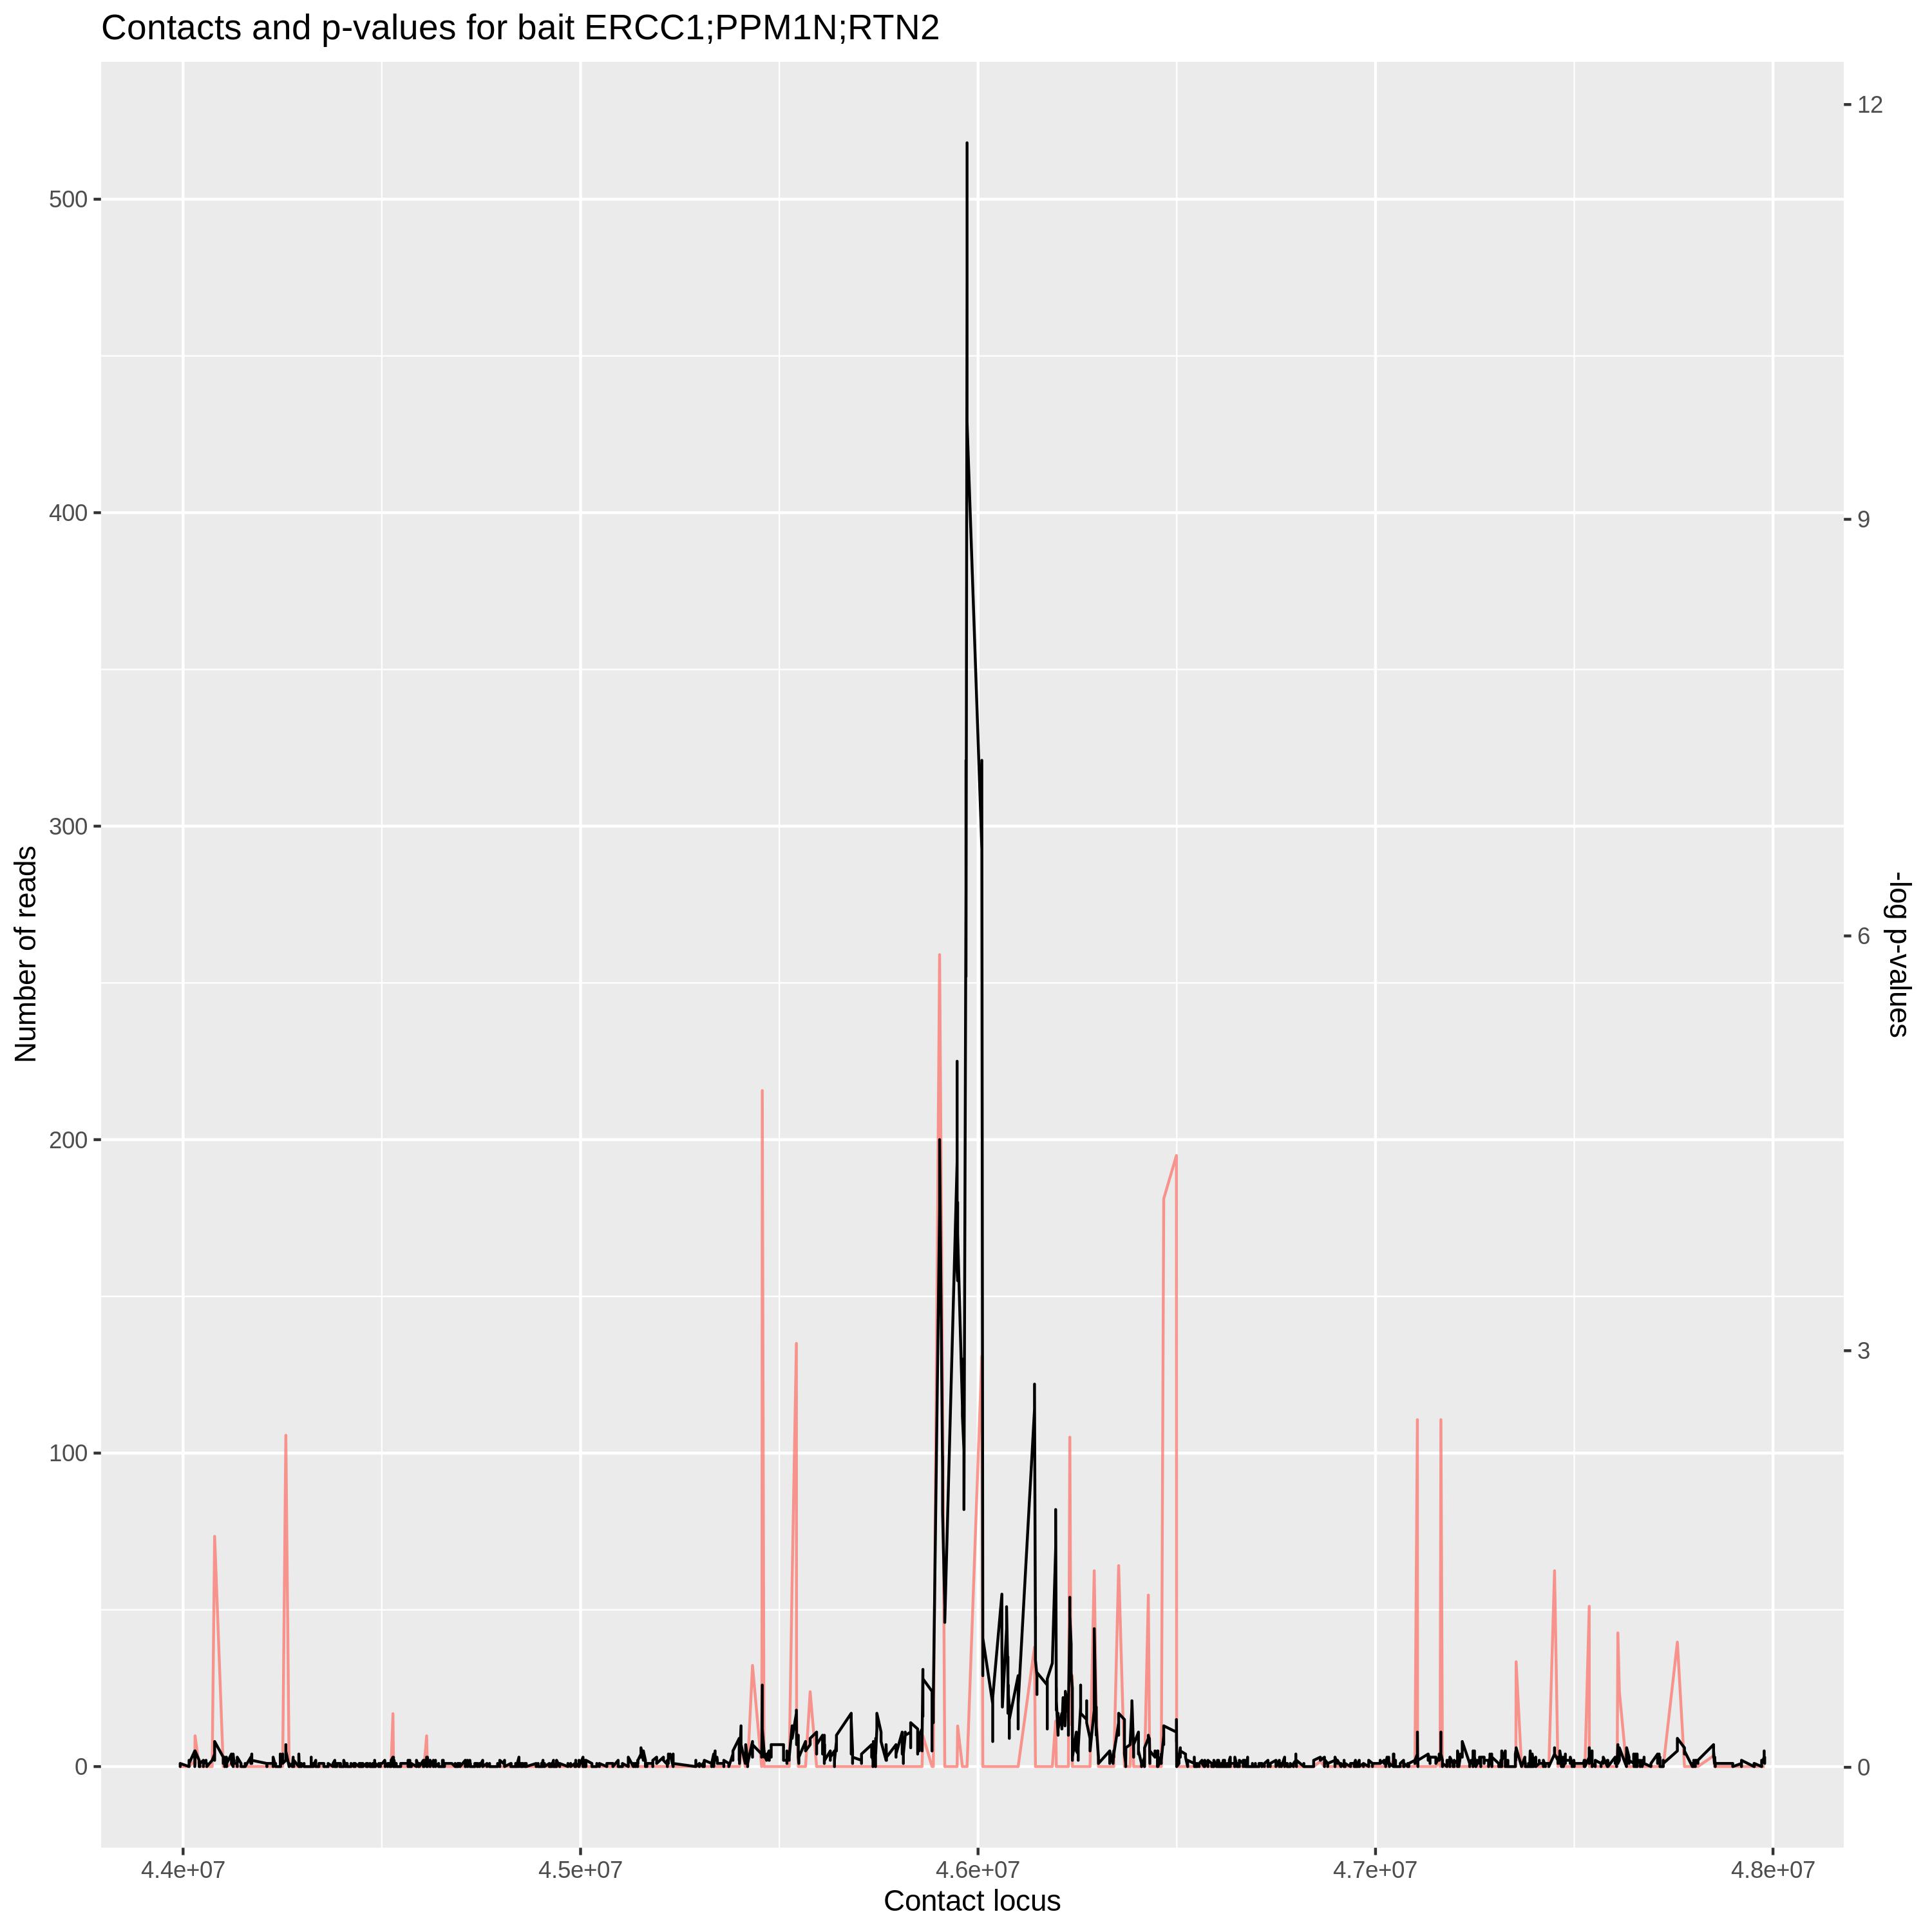 Contacts and p-values for bait ERCC1;PPM1N;RTN2
500
400
300
200
100
0
Number of reads
12
9
6
3
0
-log p-values
4.4e+07
4.5e+07
4.6e+07
4.7e+07
4.8e+07
Contact locus